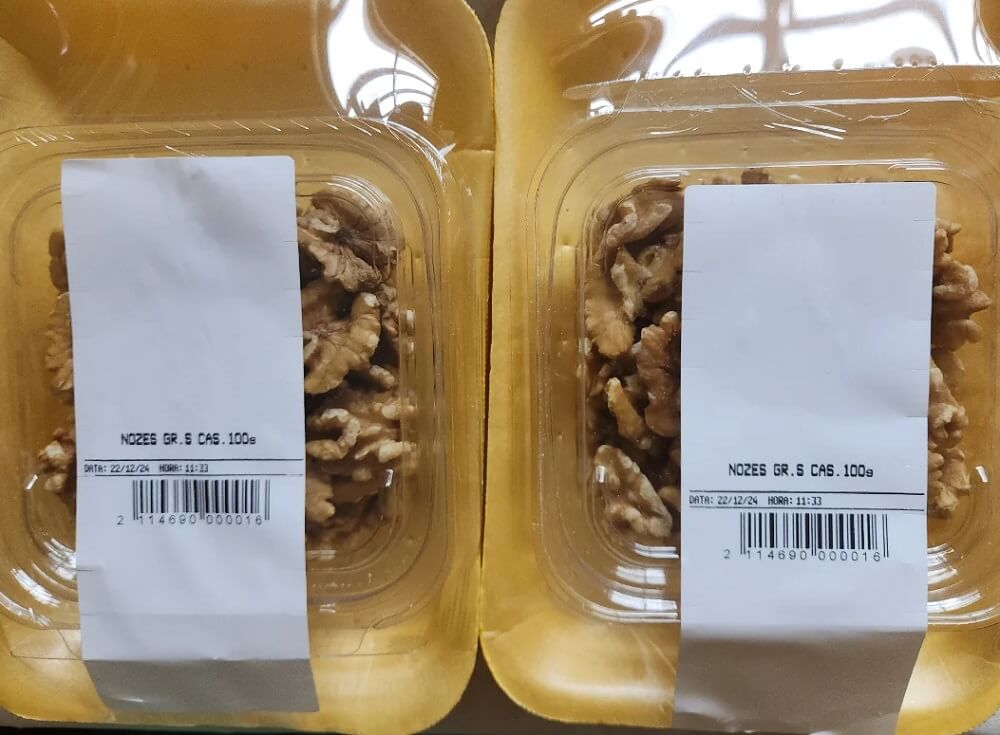 NOZES GR.S CAS.100g
DATA: 22/12/24 HORA: 11:33
2 114690 000016
NOZES GR.S CAS.100g
DATA: 22/12/24 HORA: 11:33
2 114690 000016